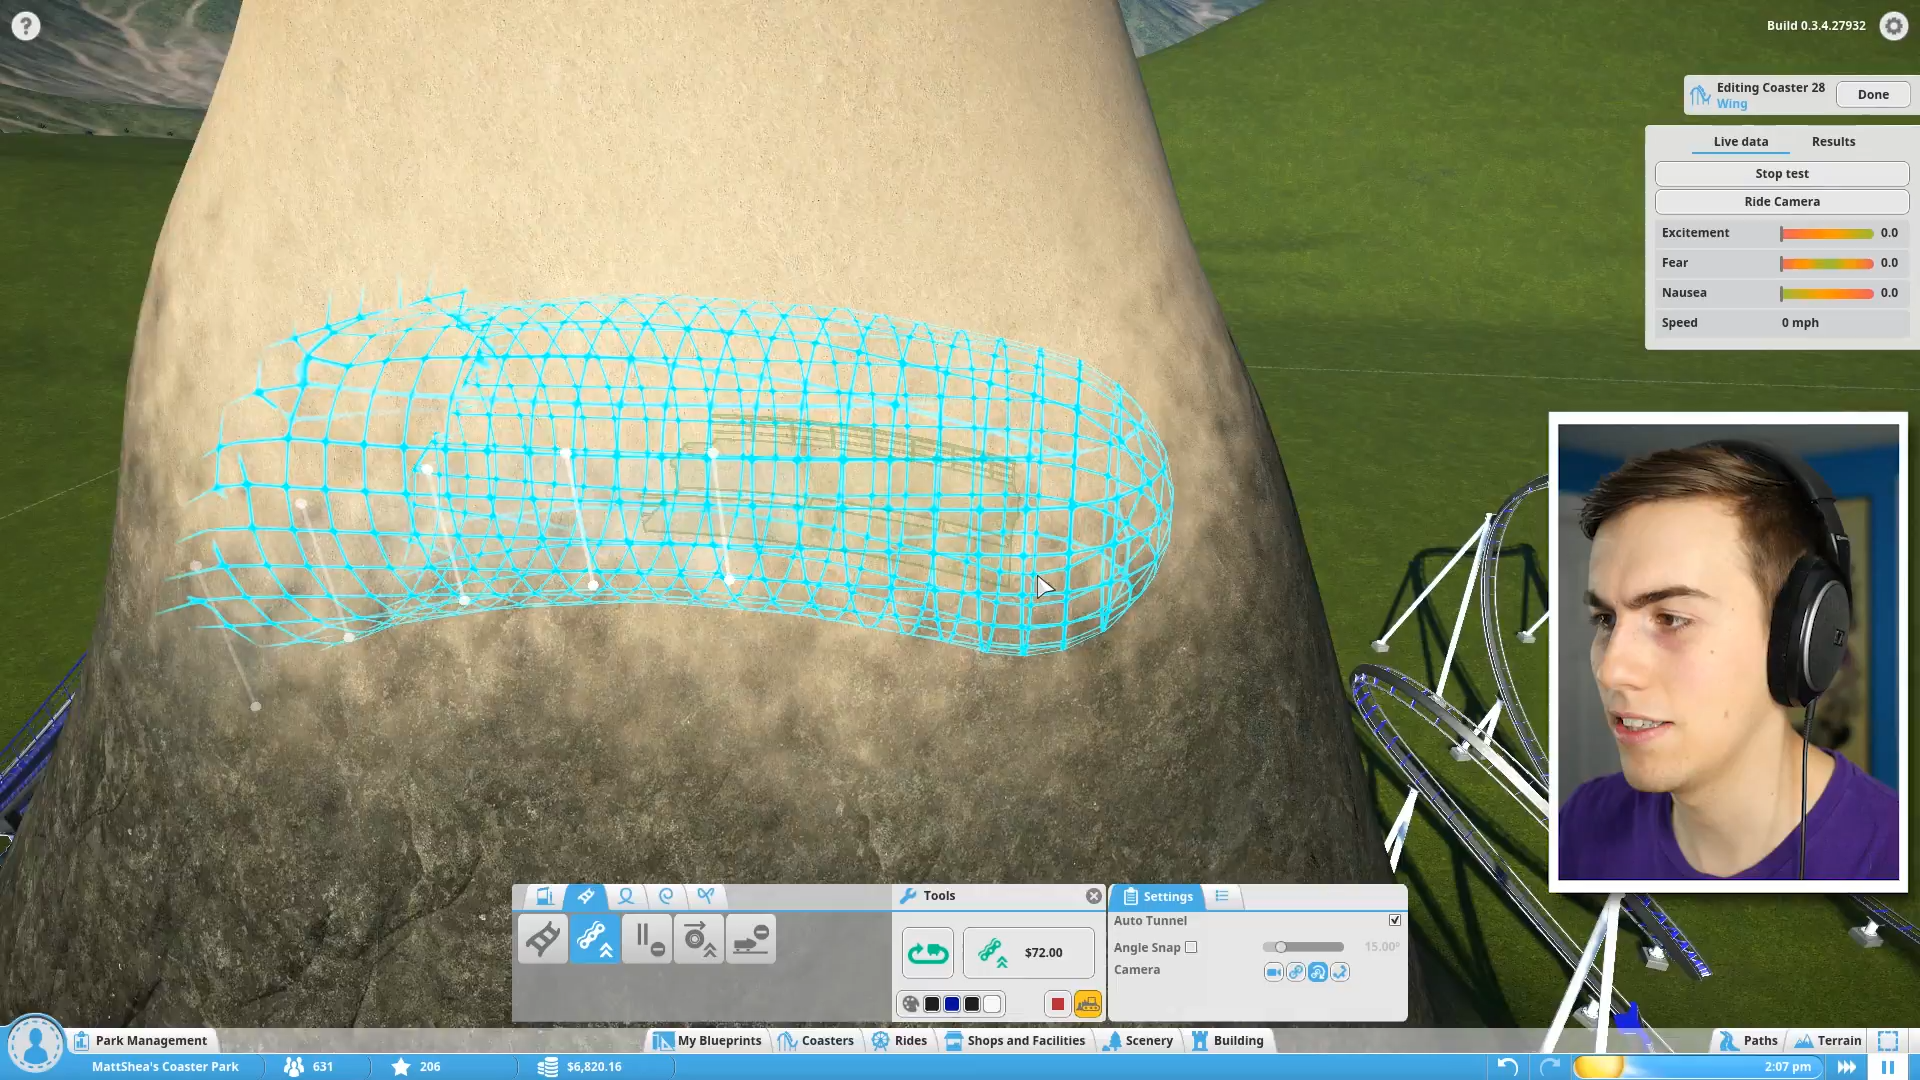 ?
Build 0.3.4.27932
Editing Coaster 28
Wing
Done
Live data
Results
Stop test
Ride Camera
Excitement 0.0
Fear 0.0
Nausea 0.0
Speed 0 mph
Tools
Settings
Auto Tunnel
$72.00
Angle Snap
15.00°
Camera
Park Management
My Blueprints
Coasters
Rides
Shops and Facilities
Scenery
Building
Paths
Terrain
MattShea's Coaster Park
631
206
$6,820.16
2:07 pm